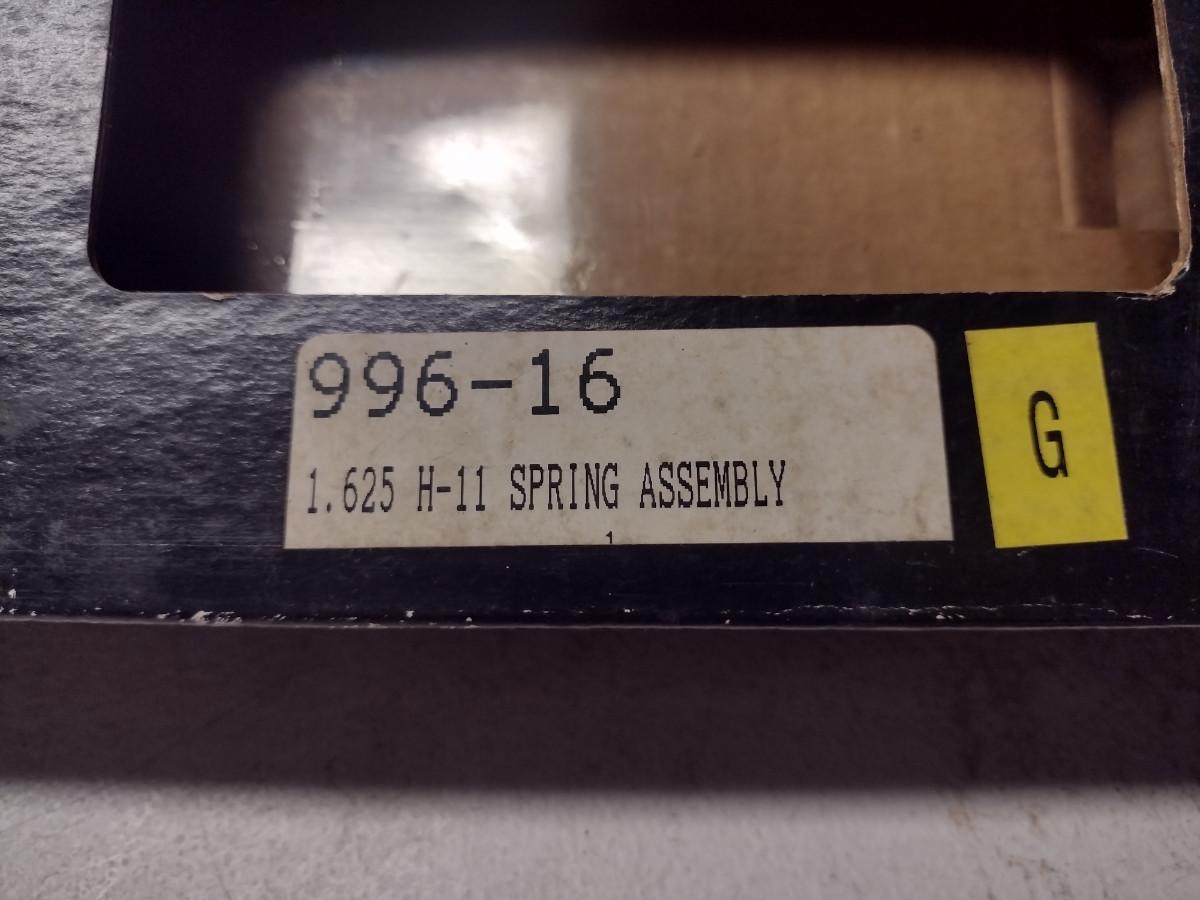 996-16
1.625 H-11 SPRING ASSEMBLY
1
G